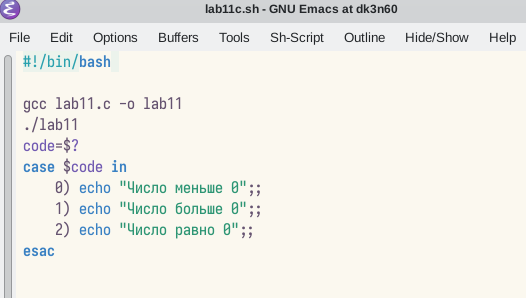 lab11c.sh - GNU Emacs at dk3n60
File Edit Options Buffers Tools Sh-Script Outline Hide/Show Help
#!/bin/bash
gcc lab11.c -o lab11
./lab11
code=$?
case $code in
    0) echo "Число меньше 0";;
    1) echo "Число больше 0";;
    2) echo "Число равно 0";;
esac